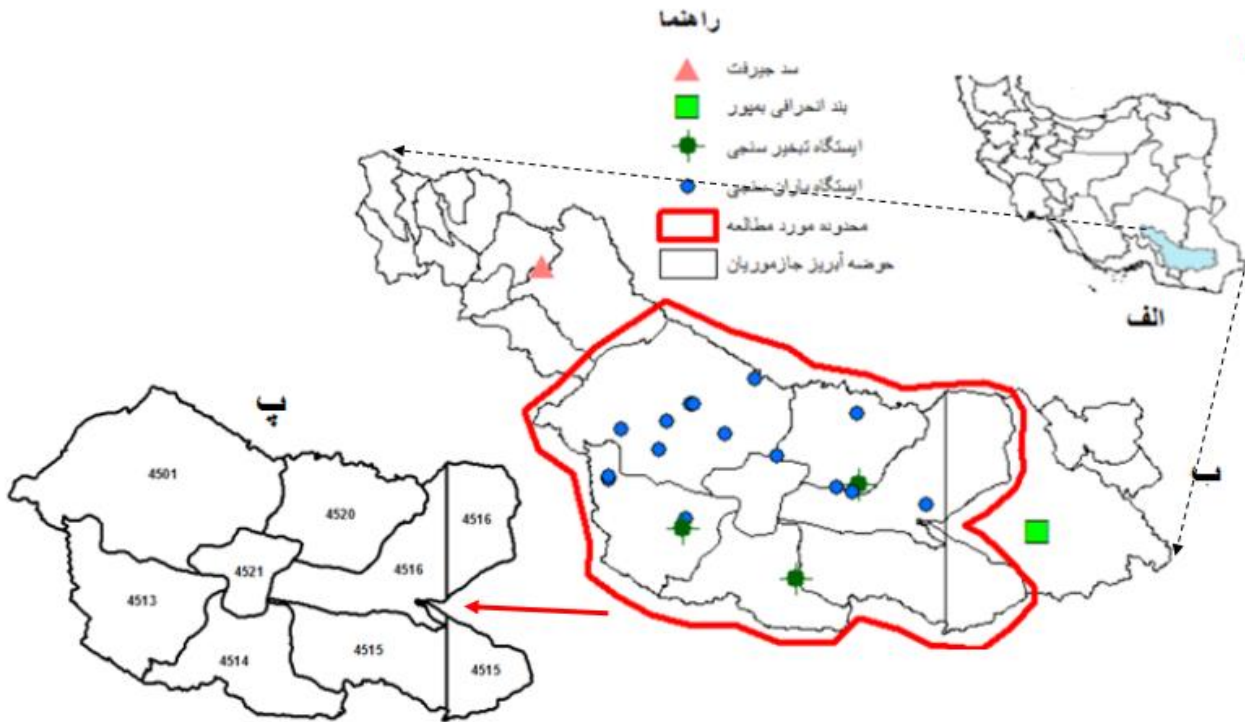 راهنما
سد جیرفت
بند انحرافی بمپور
ایستگاه تبخیر سنجی
ایستگاه باران سنجی
محدوده مورد مطالعه
حوضه آبریز جازموریان
الف
ب
پ
4501
4520
4516
4521
4516
4513
4515
4514
4515